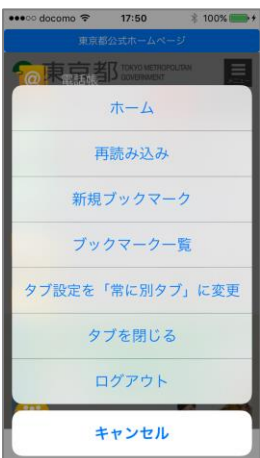 docomo 17:50 100%
東京都公式ホームページ
東京都 TOKYO METROPOLITAN
GOVERNMENT
@ 電話帳
ホーム
再読み込み
新規ブックマーク
ブックマーク一覧
タブ設定を「常に別タブ」に変更
タブを閉じる
ログアウト
キャンセル